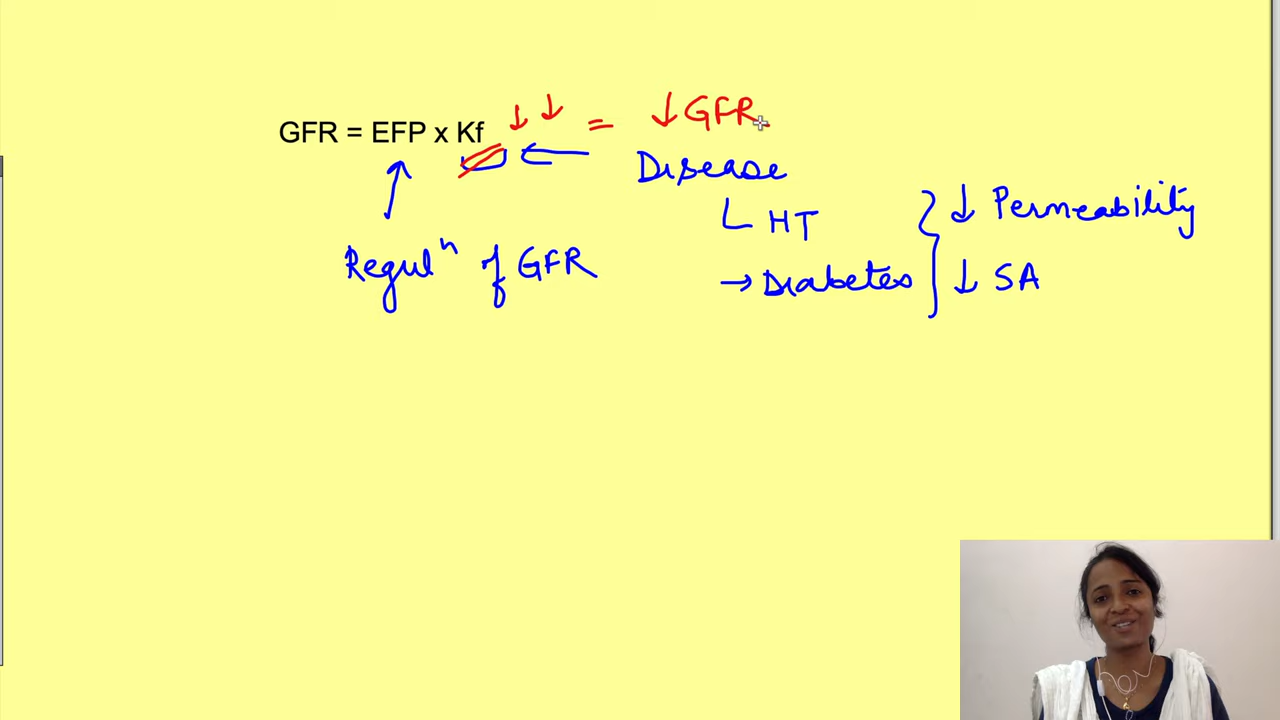 GFR = EFP x Kf ↓ ↓ = ↓ GFR
Disease
HT
→ Diabetes
↓ Permeability
↓ SA
Regulⁿ of GFR